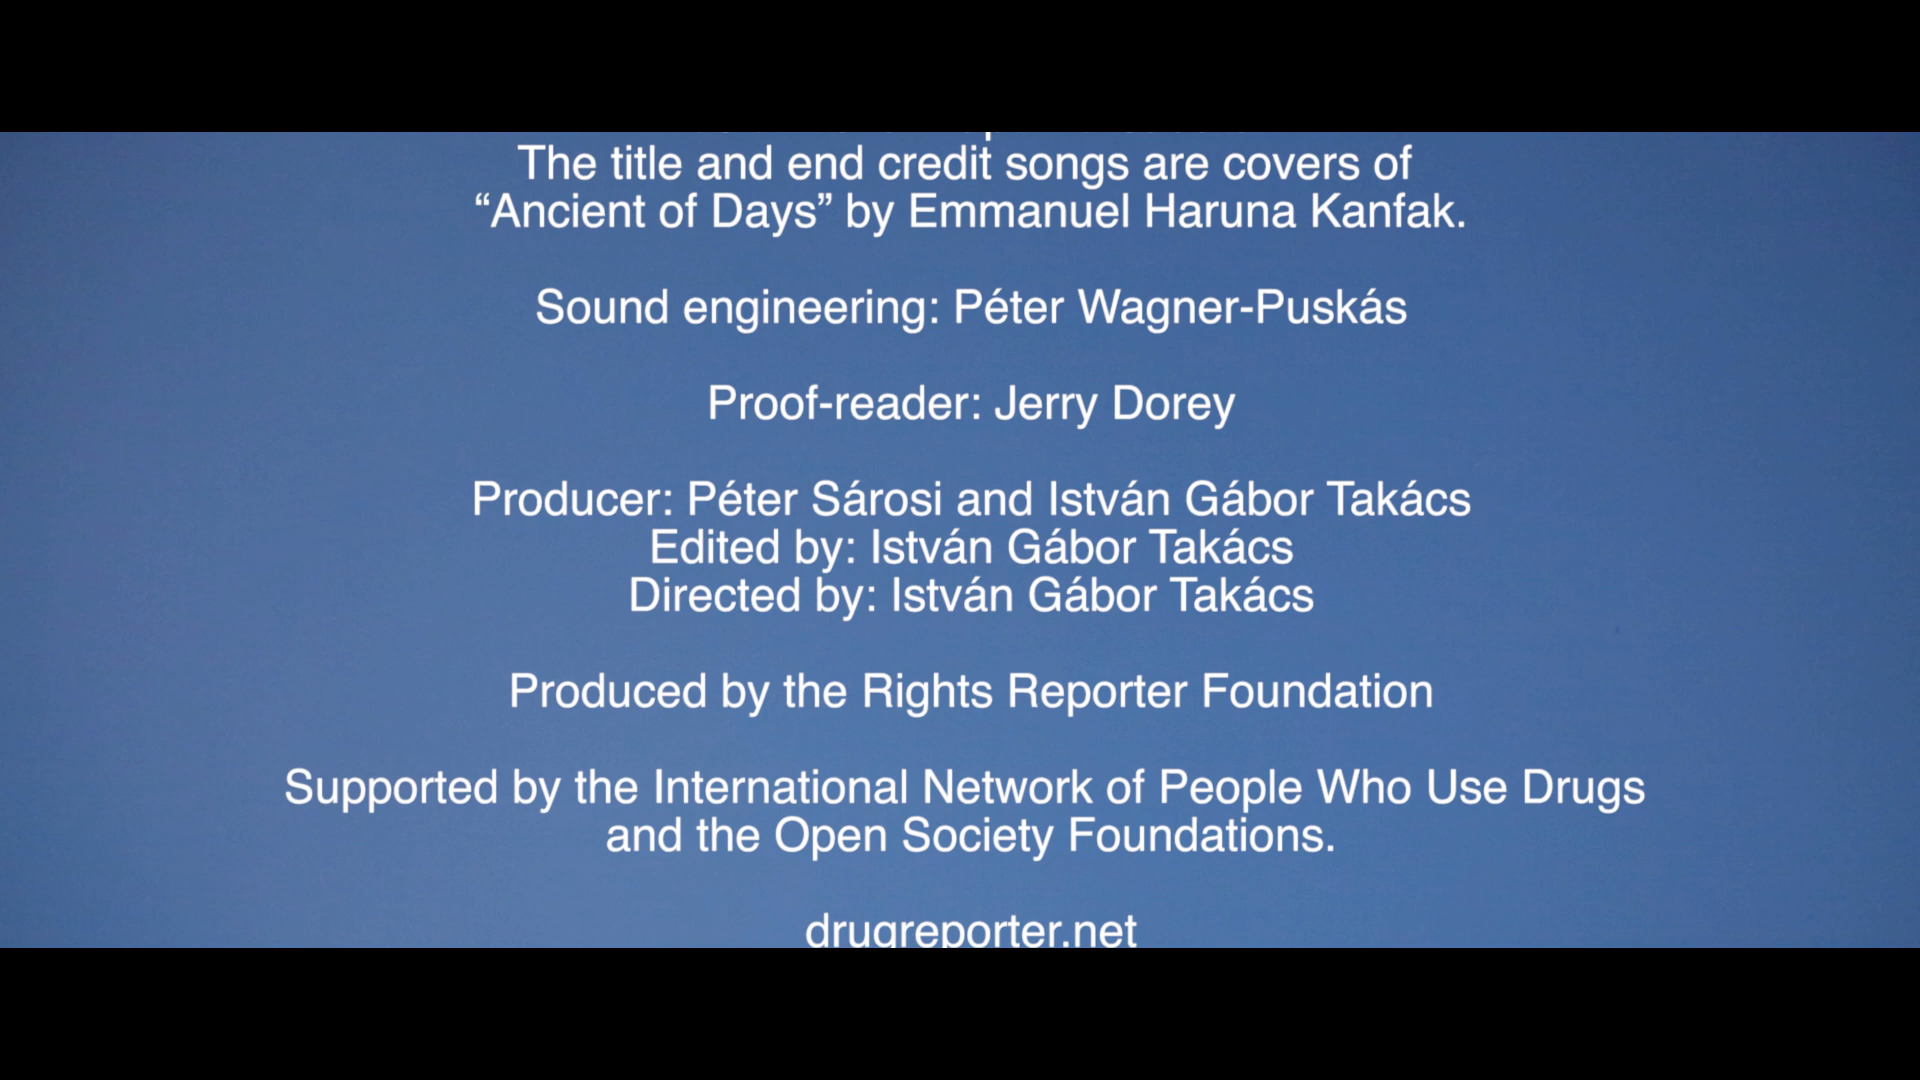 The title and end credit songs are covers of
“Ancient of Days” by Emmanuel Haruna Kanfak.
Sound engineering: Péter Wagner-Puskás
Proof-reader: Jerry Dorey
Producer: Péter Sárosi and István Gábor Takács
Edited by: István Gábor Takács
Directed by: István Gábor Takács
Produced by the Rights Reporter Foundation
Supported by the International Network of People Who Use Drugs
and the Open Society Foundations.
drugreporter.net